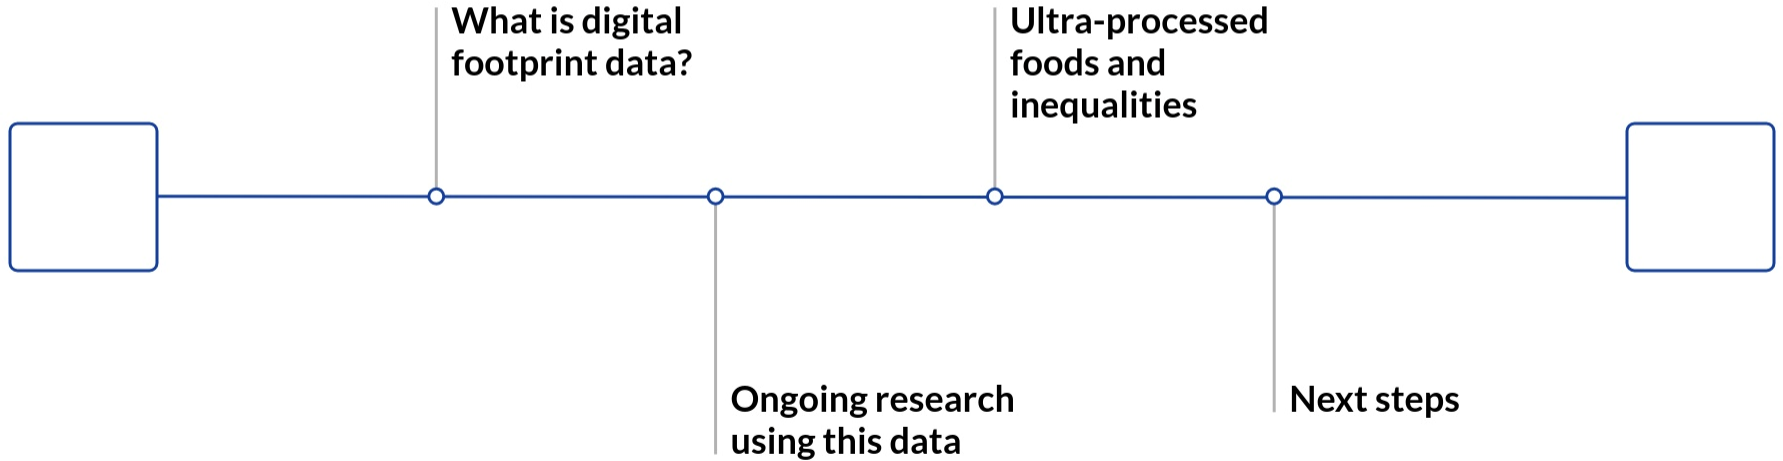 What is digital
footprint data?
Ongoing research
using this data
Ultra-processed
foods and
inequalities
Next steps